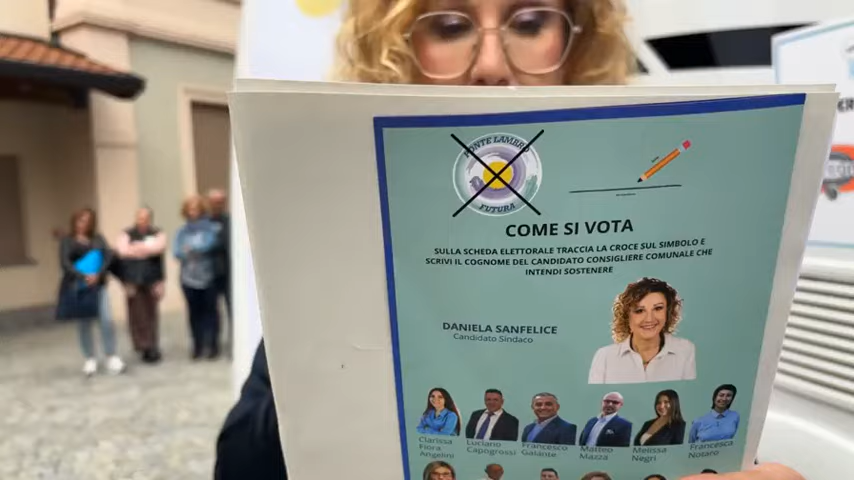 PONTE LAMBRO
FUTURA
COME SI VOTA
SULLA SCHEDA ELETTORALE TRACCIA LA CROCE SUL SIMBOLO E
SCRIVI IL COGNOME DEL CANDIDATO CONSIGLIERE COMUNALE CHE
INTENDI SOSTENERE
DANIELA SANFELICE
Candidato Sindaco
Clarissa Fiora Angelini
Luciano Capogrossi
Francesco Galante
Matteo Mazza
Melissa Negri
Francesca Notaro